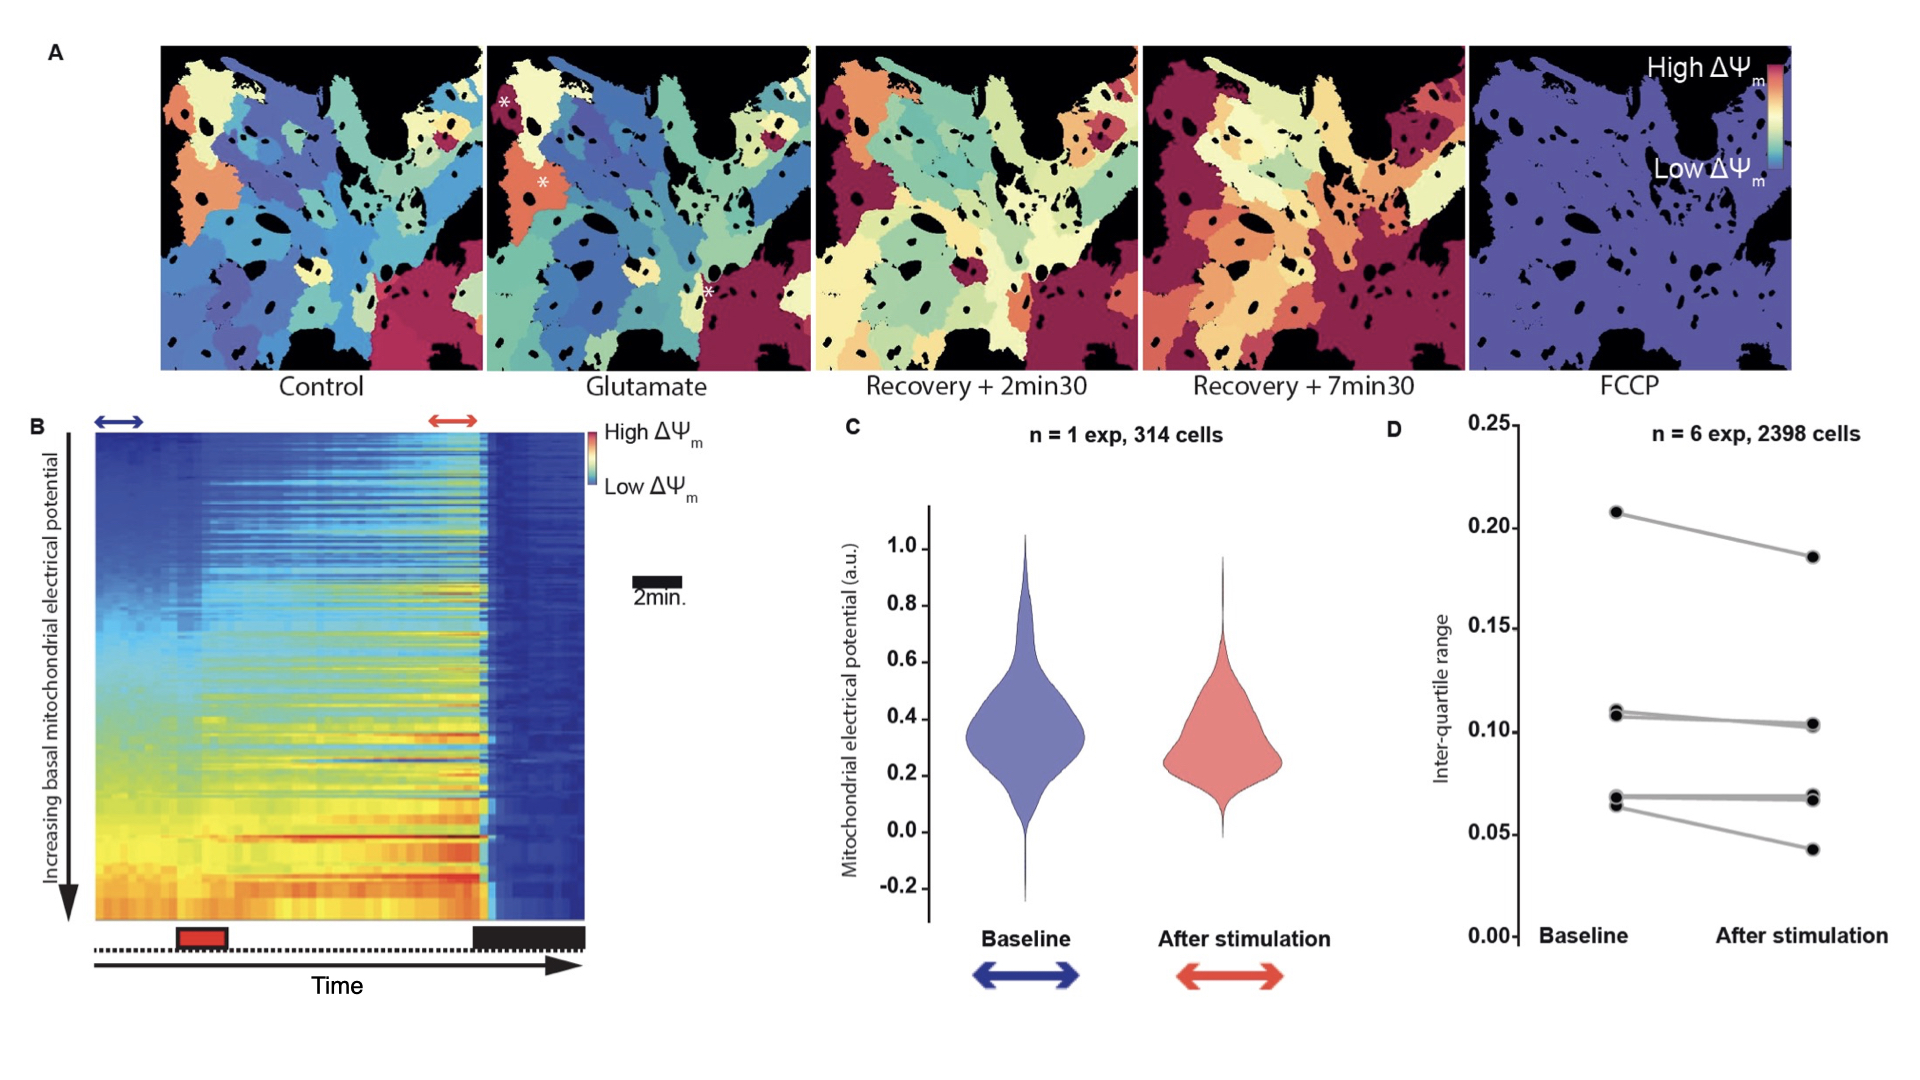 A
High ΔΨm
Low ΔΨm
* * *
Control
Glutamate
Recovery + 2min30
Recovery + 7min30
FCCP
B
Increasing basal mitochondrial electrical potential
High ΔΨm
Low ΔΨm
2min.
Time
C
n = 1 exp, 314 cells
Mitochondrial electrical potential (a.u.)
1.0
0.8
0.6
0.4
0.2
0.0
-0.2
Baseline
After stimulation
D
n = 6 exp, 2398 cells
Inter-quartile range
0.25
0.20
0.15
0.10
0.05
0.00
Baseline
After stimulation